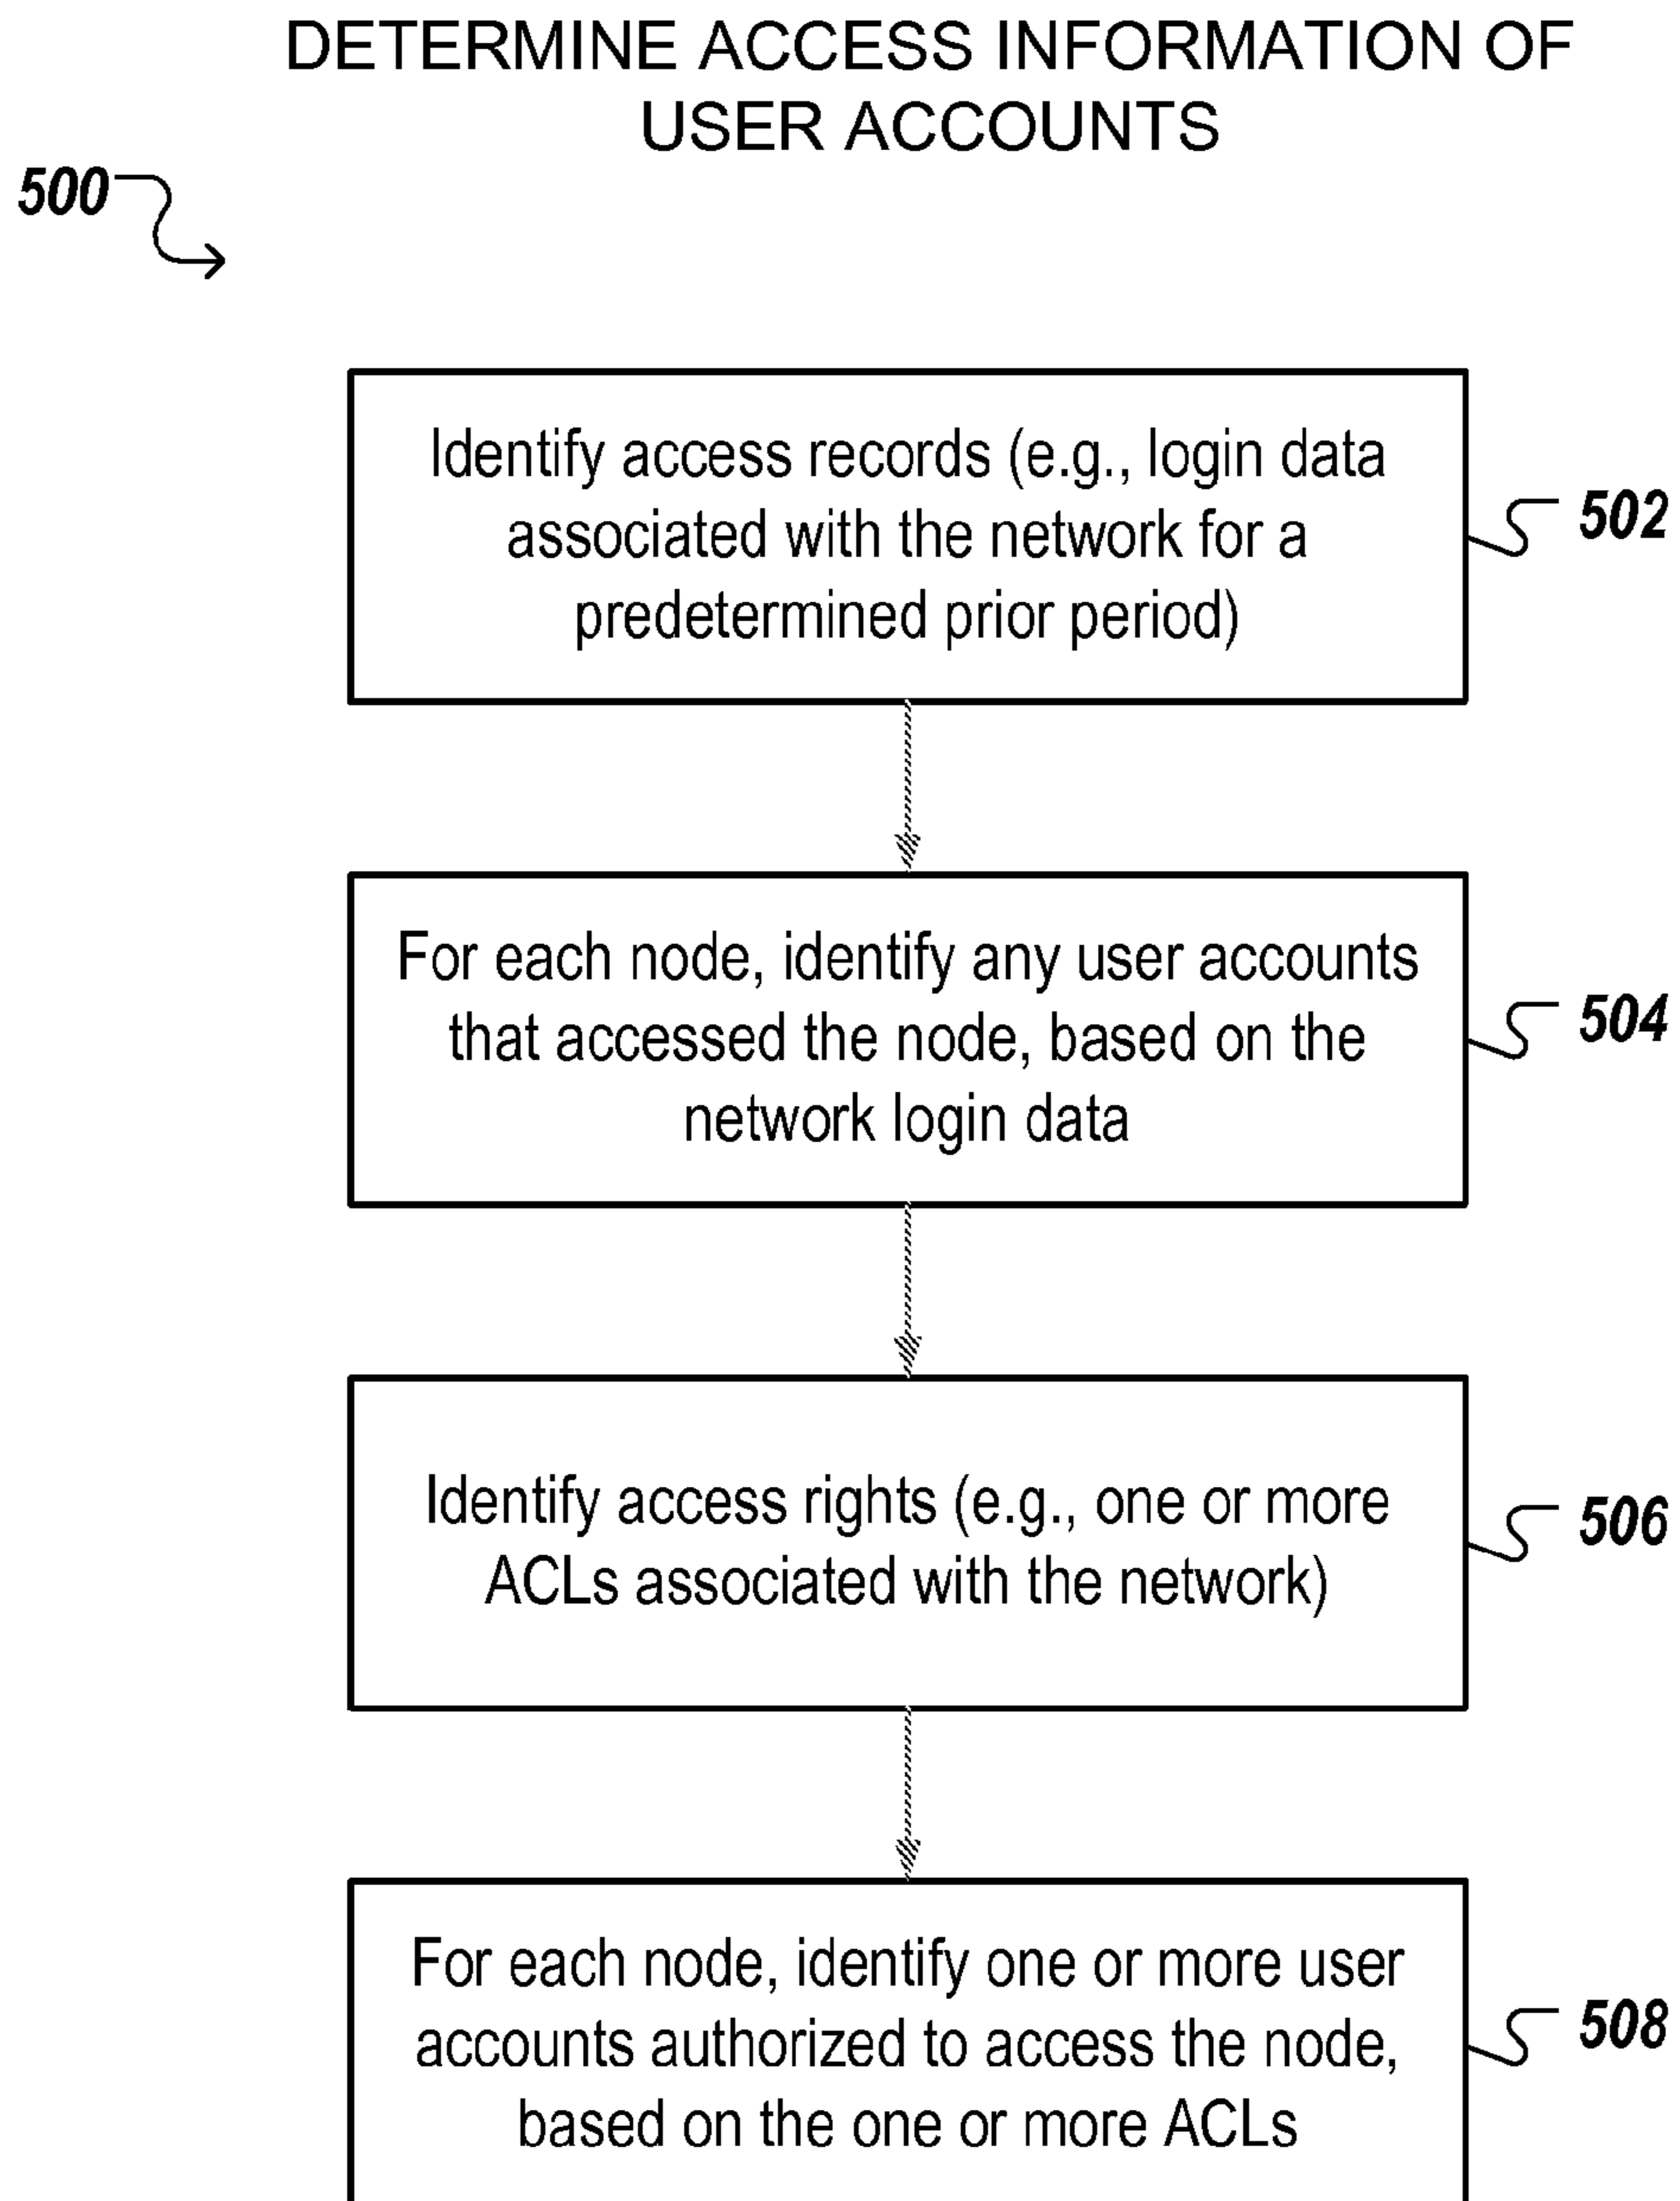 DETERMINE ACCESS INFORMATION OF
USER ACCOUNTS
500
Identify access records (e.g., login data
associated with the network for a
predetermined prior period)
502
For each node, identify any user accounts
that accessed the node, based on the
network login data
504
Identify access rights (e.g., one or more
ACLs associated with the network)
506
For each node, identify one or more user
accounts authorized to access the node,
based on the one or more ACLs
508